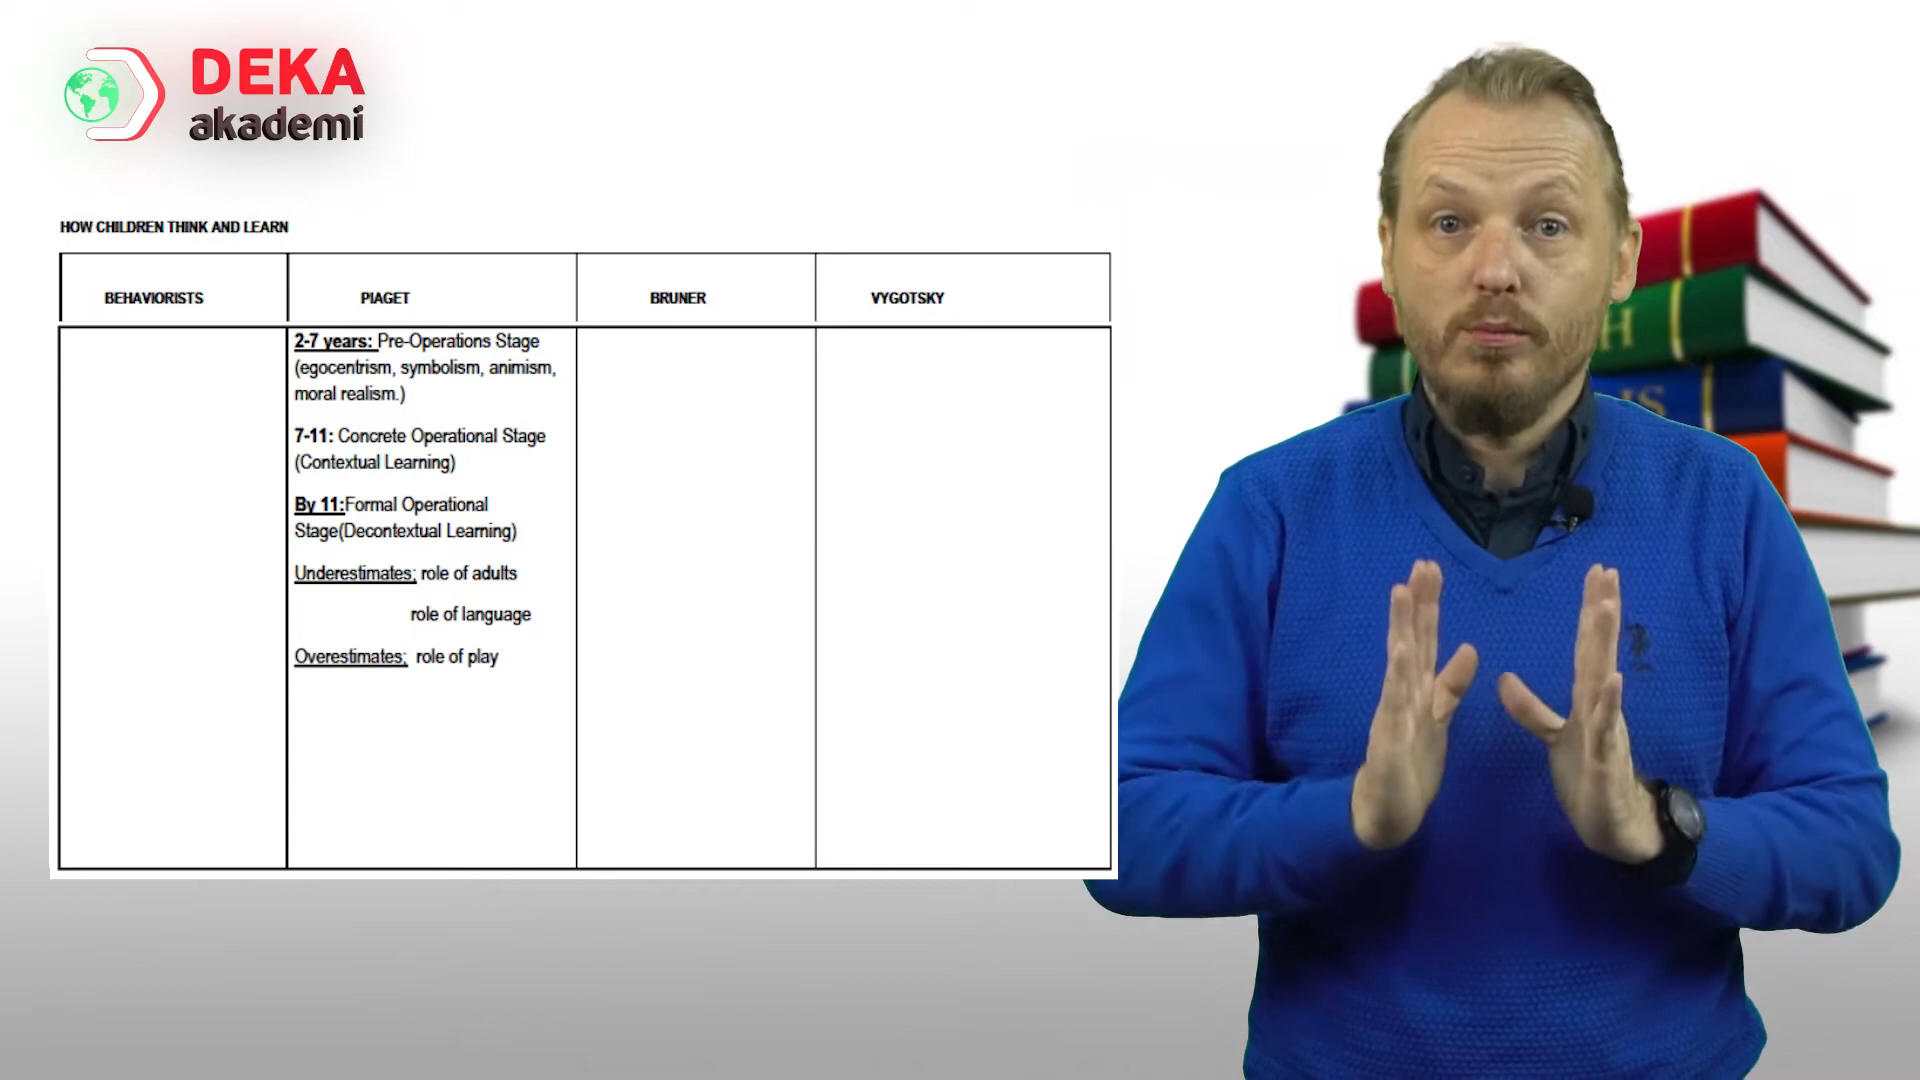 DEKA
akademi
HOW CHILDREN THINK AND LEARN
BEHAVIORISTS
PIAGET
BRUNER
VYGOTSKY
2-7 years: Pre-Operations Stage
(egocentrism, symbolism, animism,
moral realism.)
7-11: Concrete Operational Stage
(Contextual Learning)
By 11:Formal Operational
Stage(Decontextual Learning)
Underestimates; role of adults
role of language
Overestimates; role of play